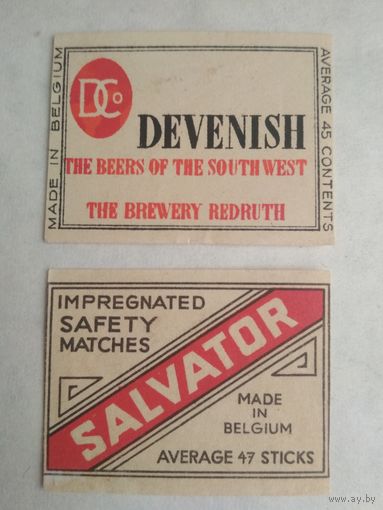 MADE IN BELGIUM
DCo
DEVENISH
THE BEERS OF THE SOUTH WEST
THE BREWERY REDRUTH
AVERAGE 45 CONTENTS
IMPREGNATED
SAFETY
MATCHES
SALVATOR
MADE
IN
BELGIUM
AVERAGE 47 STICKS
www.ay.by